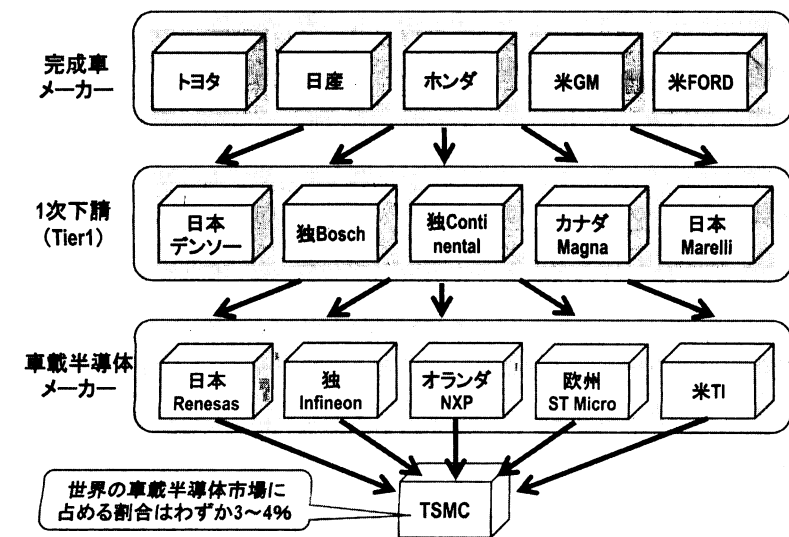 完成車
メーカー
トヨタ
日産
ホンダ
米GM
米FORD
1次下請
（Tier1）
日本
デンソー
独Bosch
独Conti
nental
カナダ
Magna
日本
Marelli
車載半導体
メーカー
日本
Renesas
独
Infineon
オランダ
NXP
欧州
ST Micro
米TI
世界の車載半導体市場に
占める割合はわずか3～4%
TSMC